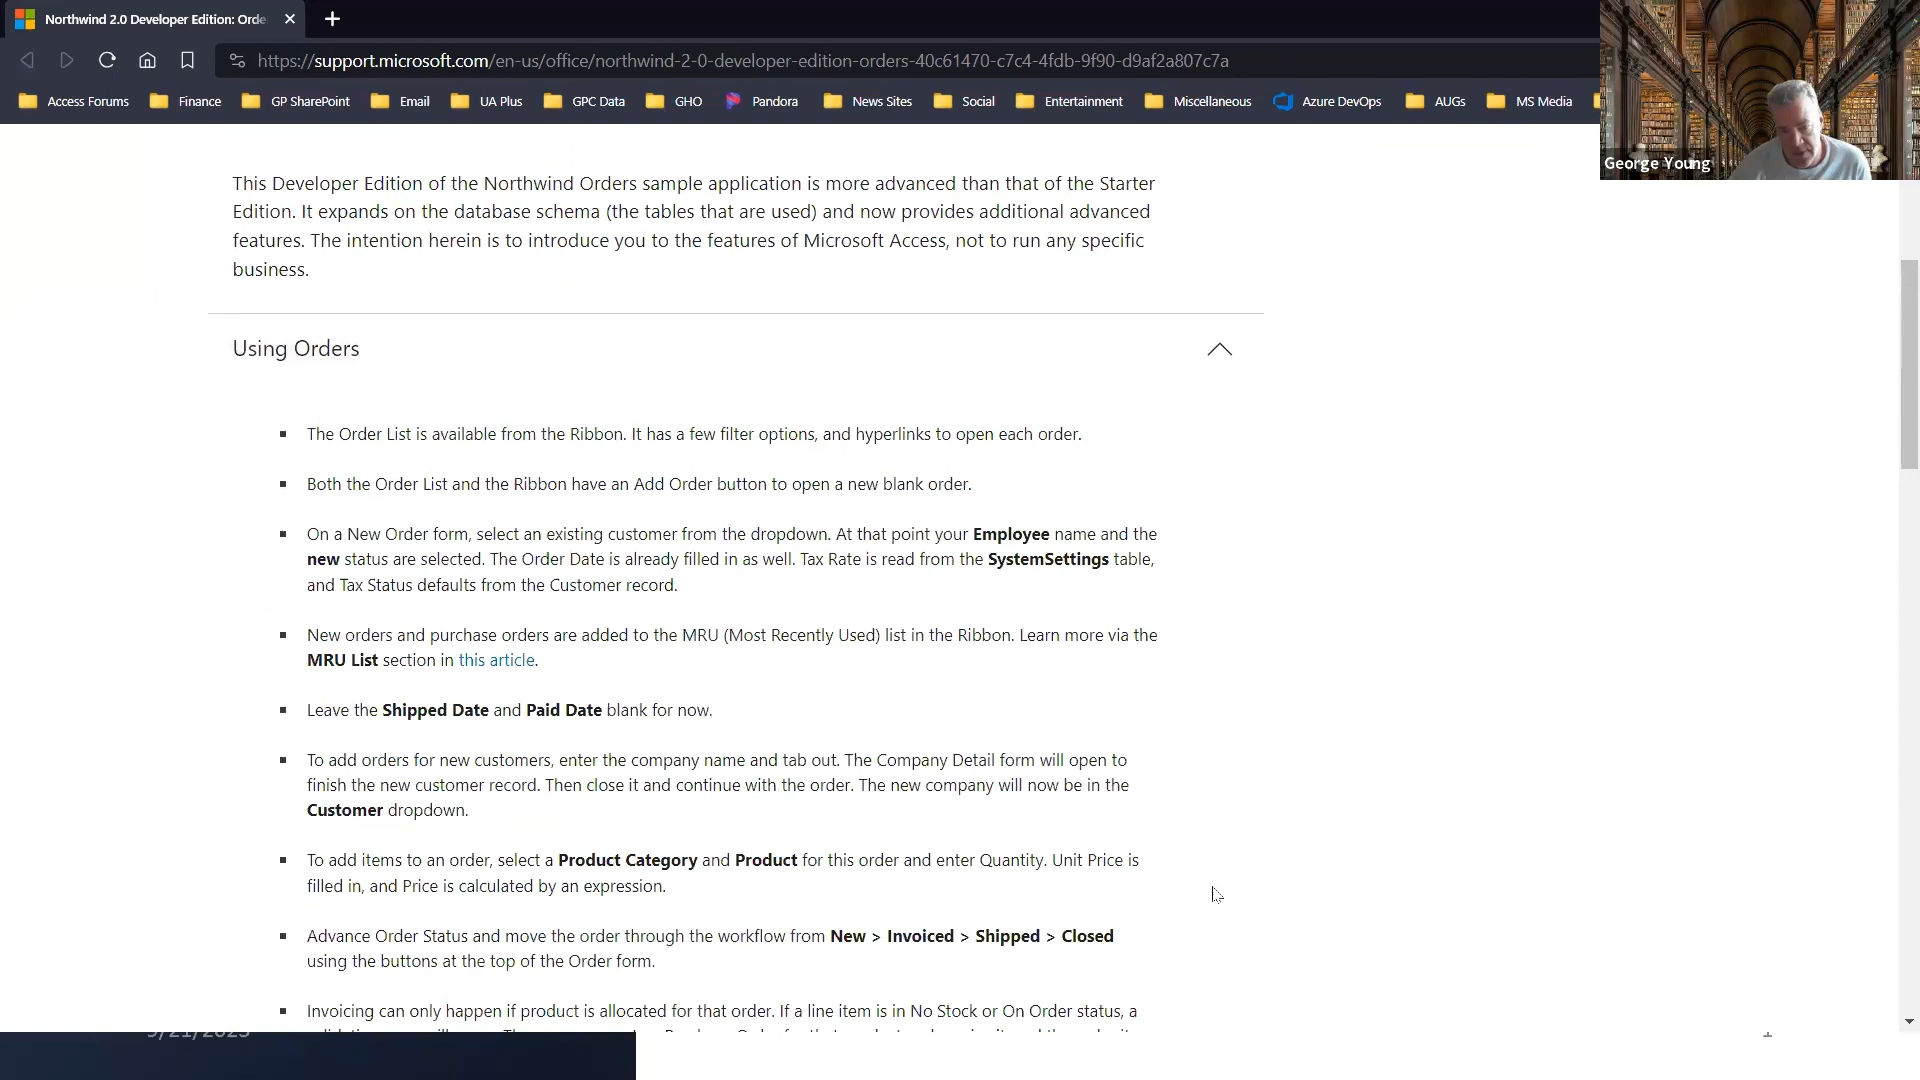 Northwind 2.0 Developer Edition: Orde
https://support.microsoft.com/en-us/office/northwind-2-0-developer-edition-orders-40c61470-c7c4-4fdb-9f90-d9af2a807c7a
Access Forums Finance GP SharePoint Email UA Plus GPC Data GHO Pandora News Sites Social Entertainment Miscellaneous Azure DevOps AUGs MS Media
George Young
This Developer Edition of the Northwind Orders sample application is more advanced than that of the Starter
Edition. It expands on the database schema (the tables that are used) and now provides additional advanced
features. The intention herein is to introduce you to the features of Microsoft Access, not to run any specific
business.
Using Orders
The Order List is available from the Ribbon. It has a few filter options, and hyperlinks to open each order.
Both the Order List and the Ribbon have an Add Order button to open a new blank order.
On a New Order form, select an existing customer from the dropdown. At that point your Employee name and the
new status are selected. The Order Date is already filled in as well. Tax Rate is read from the SystemSettings table,
and Tax Status defaults from the Customer record.
New orders and purchase orders are added to the MRU (Most Recently Used) list in the Ribbon. Learn more via the
MRU List section in this article.
Leave the Shipped Date and Paid Date blank for now.
To add orders for new customers, enter the company name and tab out. The Company Detail form will open to
finish the new customer record. Then close it and continue with the order. The new company will now be in the
Customer dropdown.
To add items to an order, select a Product Category and Product for this order and enter Quantity. Unit Price is
filled in, and Price is calculated by an expression.
Advance Order Status and move the order through the workflow from New > Invoiced > Shipped > Closed
using the buttons at the top of the Order form.
Invoicing can only happen if product is allocated for that order. If a line item is in No Stock or On Order status, a
9/21/2023